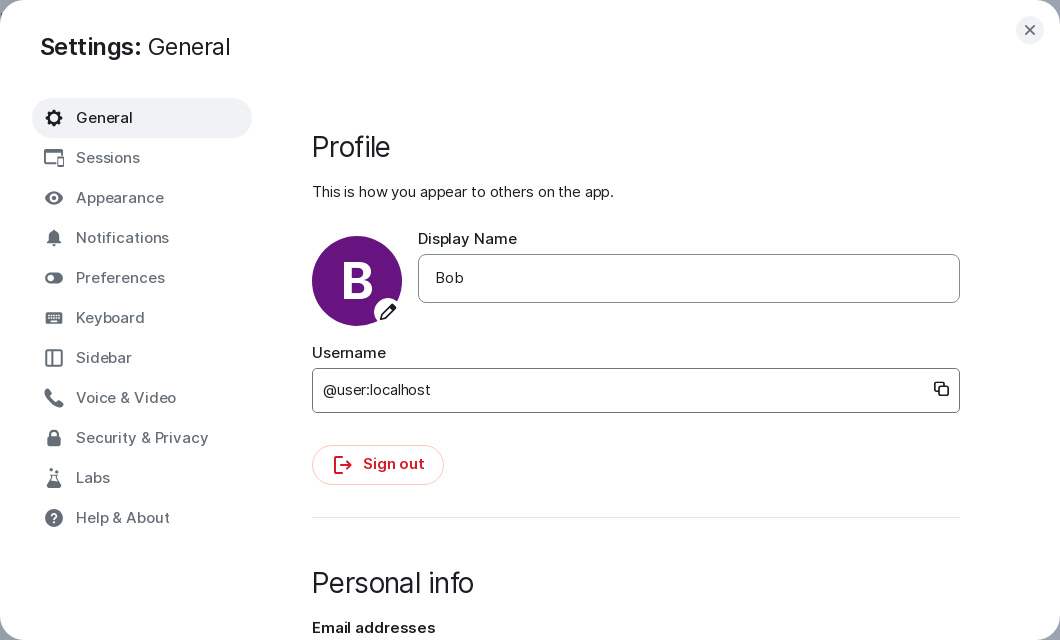 Settings: General
General
Sessions
Appearance
Notifications
Preferences
Keyboard
Sidebar
Voice & Video
Security & Privacy
Labs
Help & About
Profile
This is how you appear to others on the app.
B
Display Name
Bob
Username
@user:localhost
Sign out
Personal info
Email addresses